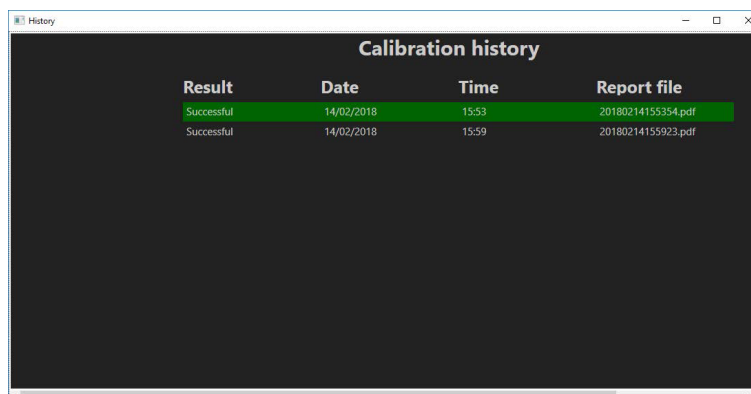 History
Calibration history
Result Date Time Report file
Successful 14/02/2018 15:53 20180214155354.pdf
Successful 14/02/2018 15:59 20180214155923.pdf